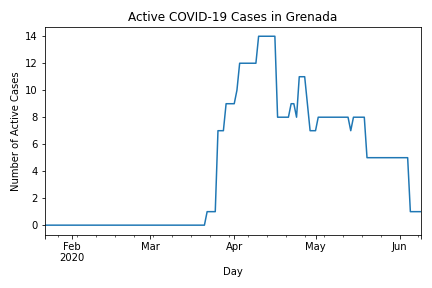 Active COVID-19 Cases in Grenada
Number of Active Cases
14
12
10
8
6
4
2
0
Feb
2020
Mar
Apr
May
Jun
Day